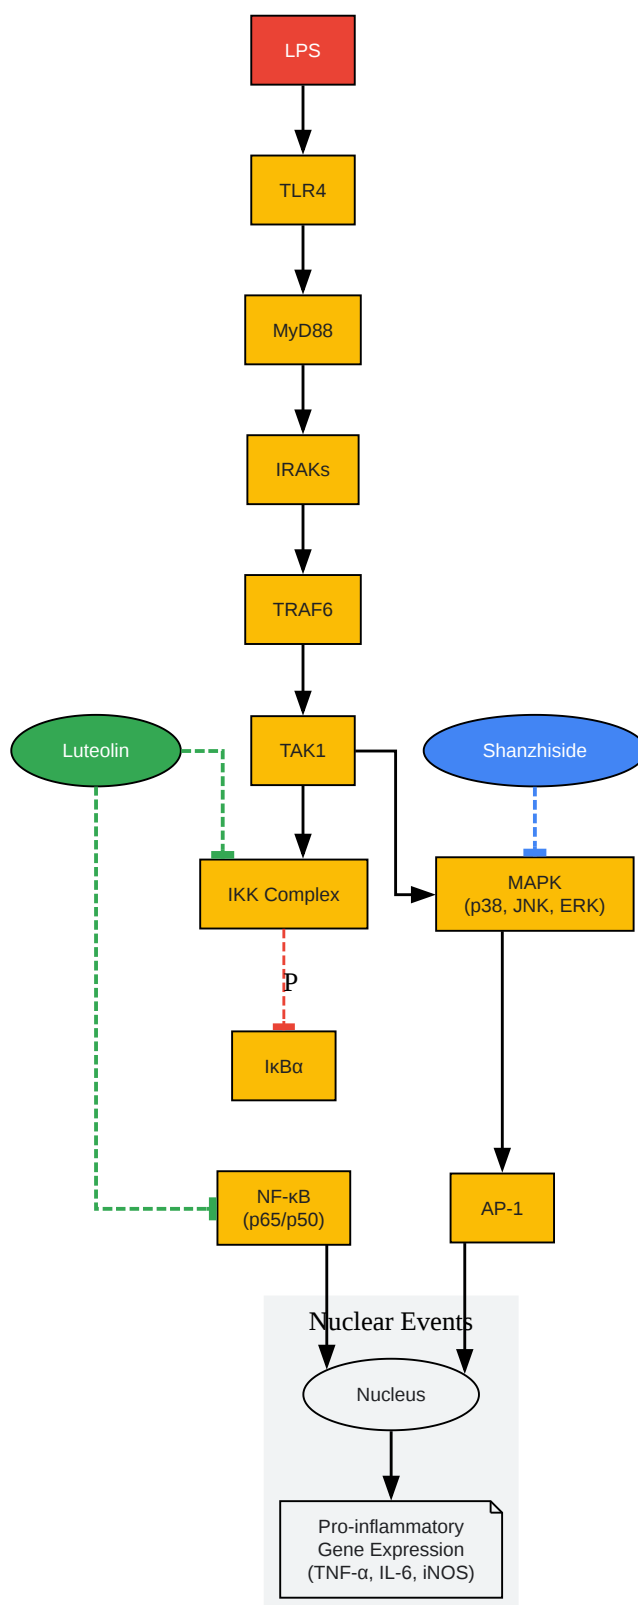 LPS
TLR4
MyD88
IRAKs
TRAF6
Luteolin
TAK1
Shanzhiside
IKK Complex
MAPK
(p38, JNK, ERK)
P
IκBα
NF-κB
(p65/p50)
AP-1
Nuclear Events
Nucleus
Pro-inflammatory
Gene Expression
(TNF-α, IL-6, iNOS)